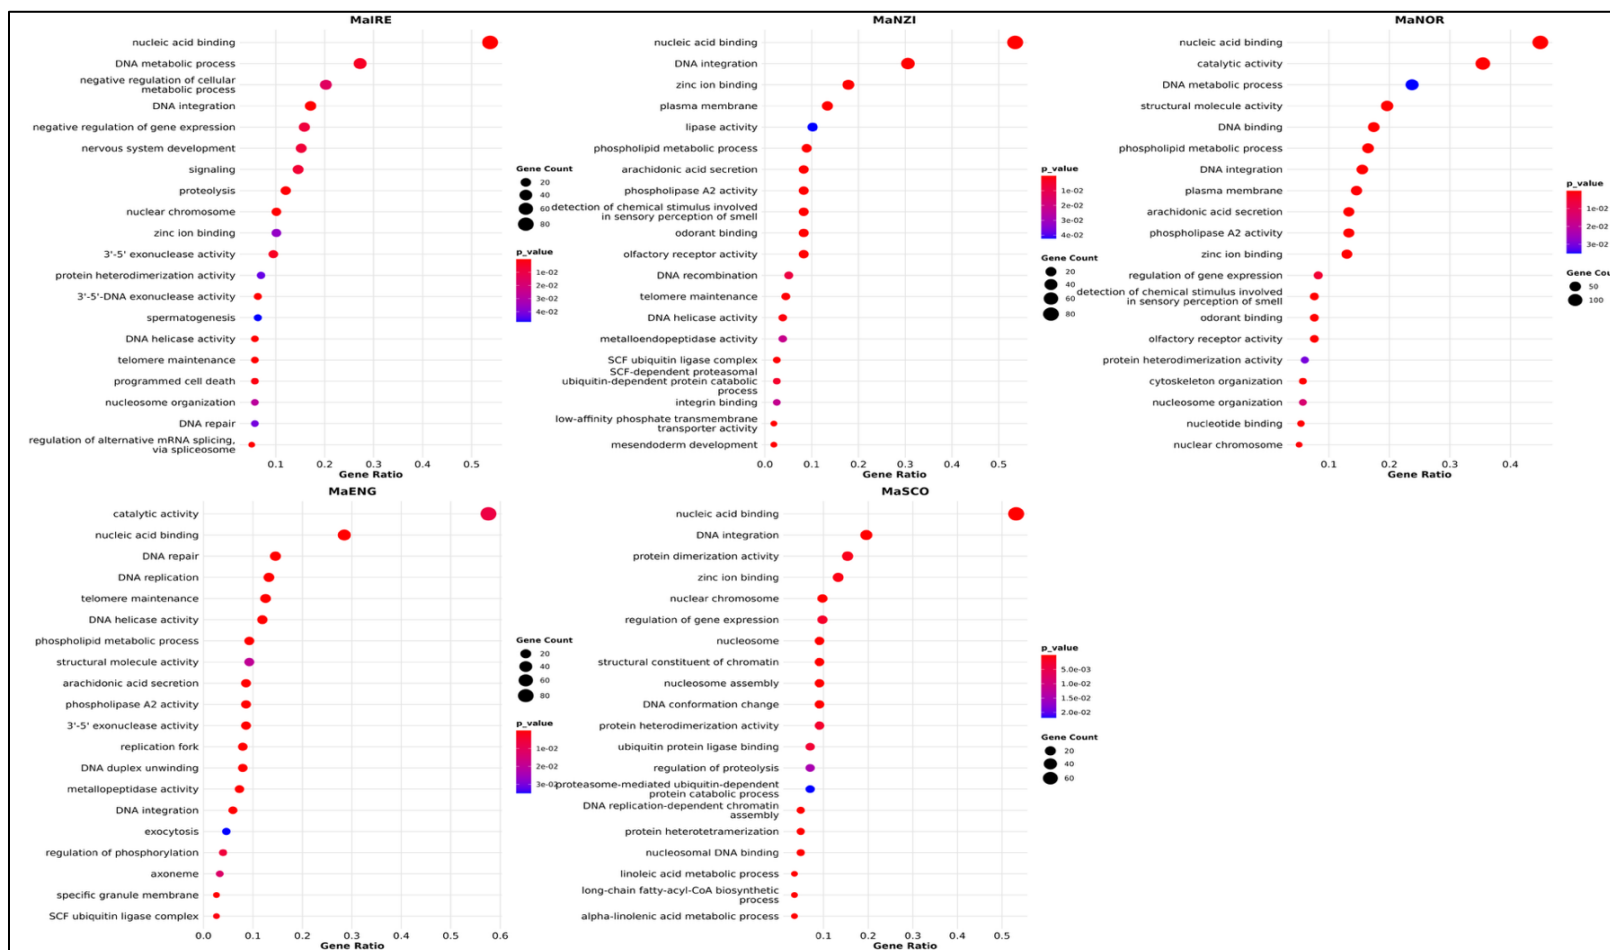 MaIRE
nucleic acid binding
DNA metabolic process
negative regulation of cellular
metabolic process
DNA integration
negative regulation of gene expression
nervous system development
signaling
proteolysis
nuclear chromosome
zinc ion binding
3'-5' exonuclease activity
protein heterodimerization activity
3'-5'-DNA exonuclease activity
spermatogenesis
DNA helicase activity
telomere maintenance
programmed cell death
nucleosome organization
DNA repair
regulation of alternative mRNA splicing,
via spliceosome
0.1 0.2 0.3 0.4 0.5
Gene Ratio
Gene Count
20
40
60
80
p_value
1e-02
2e-02
3e-02
4e-02
MaNZI
nucleic acid binding
DNA integration
zinc ion binding
plasma membrane
lipase activity
phospholipid metabolic process
arachidonic acid secretion
phospholipase A2 activity
detection of chemical stimulus involved
in sensory perception of smell
odorant binding
olfactory receptor activity
DNA recombination
telomere maintenance
DNA helicase activity
metalloendopeptidase activity
SCF ubiquitin ligase complex
SCF-dependent proteasomal
ubiquitin-dependent protein catabolic
process
integrin binding
low-affinity phosphate transmembrane
transporter activity
mesendoderm development
0.0 0.1 0.2 0.3 0.4 0.5
Gene Ratio
p_value
1e-02
2e-02
3e-02
4e-02
Gene Count
20
40
60
80
MaNOR
nucleic acid binding
catalytic activity
DNA metabolic process
structural molecule activity
DNA binding
phospholipid metabolic process
DNA integration
plasma membrane
arachidonic acid secretion
phospholipase A2 activity
zinc ion binding
regulation of gene expression
detection of chemical stimulus involved
in sensory perception of smell
odorant binding
olfactory receptor activity
protein heterodimerization activity
cytoskeleton organization
nucleosome organization
nucleotide binding
nuclear chromosome
0.1 0.2 0.3 0.4
Gene Ratio
p_value
1e-02
2e-02
3e-02
Gene Cou
50
100
MaENG
catalytic activity
nucleic acid binding
DNA repair
DNA replication
telomere maintenance
DNA helicase activity
phospholipid metabolic process
structural molecule activity
arachidonic acid secretion
phospholipase A2 activity
3'-5' exonuclease activity
replication fork
DNA duplex unwinding
metallopeptidase activity
DNA integration
exocytosis
regulation of phosphorylation
axoneme
specific granule membrane
SCF ubiquitin ligase complex
0.0 0.1 0.2 0.3 0.4 0.5 0.6
Gene Ratio
Gene Count
20
40
60
80
p_value
1e-02
2e-02
3e-02
MaSCO
nucleic acid binding
DNA integration
protein dimerization activity
zinc ion binding
nuclear chromosome
regulation of gene expression
nucleosome
structural constituent of chromatin
nucleosome assembly
DNA conformation change
protein heterodimerization activity
ubiquitin protein ligase binding
regulation of proteolysis
proteasome-mediated ubiquitin-dependent
protein catabolic process
DNA replication-dependent chromatin
assembly
protein heterotetramerization
nucleosomal DNA binding
linoleic acid metabolic process
long-chain fatty-acyl-CoA biosynthetic
process
alpha-linolenic acid metabolic process
0.1 0.2 0.3 0.4 0.5
Gene Ratio
p_value
5.0e-03
1.0e-02
1.5e-02
2.0e-02
Gene Count
20
40
60